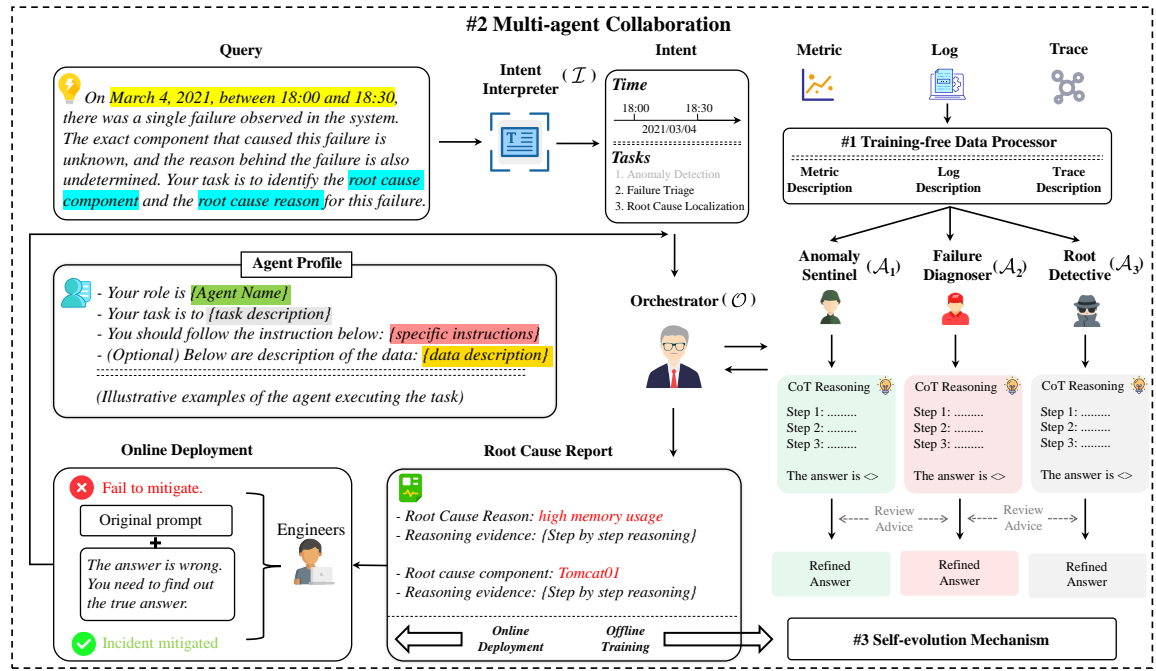 #2 Multi-agent Collaboration
Query
On March 4, 2021, between 18:00 and 18:30,
there was a single failure observed in the system.
The exact component that caused this failure is
unknown, and the reason behind the failure is also
undetermined. Your task is to identify the root cause
component and the root cause reason for this failure.
Intent
Interpreter
(I)
T
Intent
Time
18:00
18:30
2021/03/04
Tasks
1. Anomaly Detection
2. Failure Triage
3. Root Cause Localization
Metric
Log
Trace
#1 Training-free Data Processor
Metric
Description
Log
Description
Trace
Description
Agent Profile
- Your role is {Agent Name}
- Your task is to {task description}
- You should follow the instruction below: {specific instructions}
- (Optional) Below are description of the data: {data description}
(Illustrative examples of the agent executing the task)
Orchestrator (O)
Anomaly
Sentinel
(A1)
Failure
Diagnoser
(A2)
Root
Detective
(A3)
CoT Reasoning
Step 1: .........
Step 2: .........
Step 3: .........
The answer is <>
CoT Reasoning
Step 1: .........
Step 2: .........
Step 3: .........
The answer is <>
CoT Reasoning
Step 1: .........
Step 2: .........
Step 3: .........
The answer is <>
Review
Advice
Review
Advice
Refined
Answer
Refined
Answer
Refined
Answer
Online Deployment
Fail to mitigate.
Original prompt
+
The answer is wrong.
You need to find out
the true answer.
Incident mitigated
Engineers
Root Cause Report
- Root Cause Reason: high memory usage
- Reasoning evidence: {Step by step reasoning}
- Root cause component: Tomcat01
- Reasoning evidence: {Step by step reasoning}
Online
Deployment
Offline
Training
#3 Self-evolution Mechanism